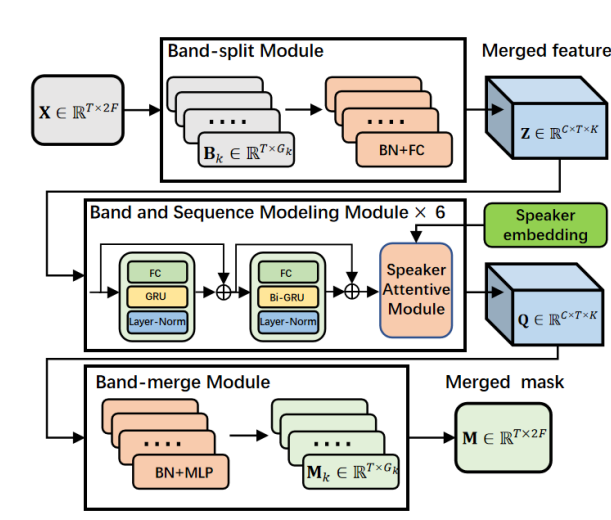 Band-split Module
Merged feature
X ∈ ℝ^{T×2F}
....
....
B_k ∈ ℝ^{T×G_k}
BN+FC
Z ∈ ℝ^{C×T×K}
Band and Sequence Modeling Module × 6
Speaker
embedding
FC
GRU
Layer-Norm
FC
Bi-GRU
Layer-Norm
Speaker
Attentive
Module
Q ∈ ℝ^{C×T×K}
Band-merge Module
Merged mask
....
....
BN+MLP
M_k ∈ ℝ^{T×G_k}
M ∈ ℝ^{T×2F}